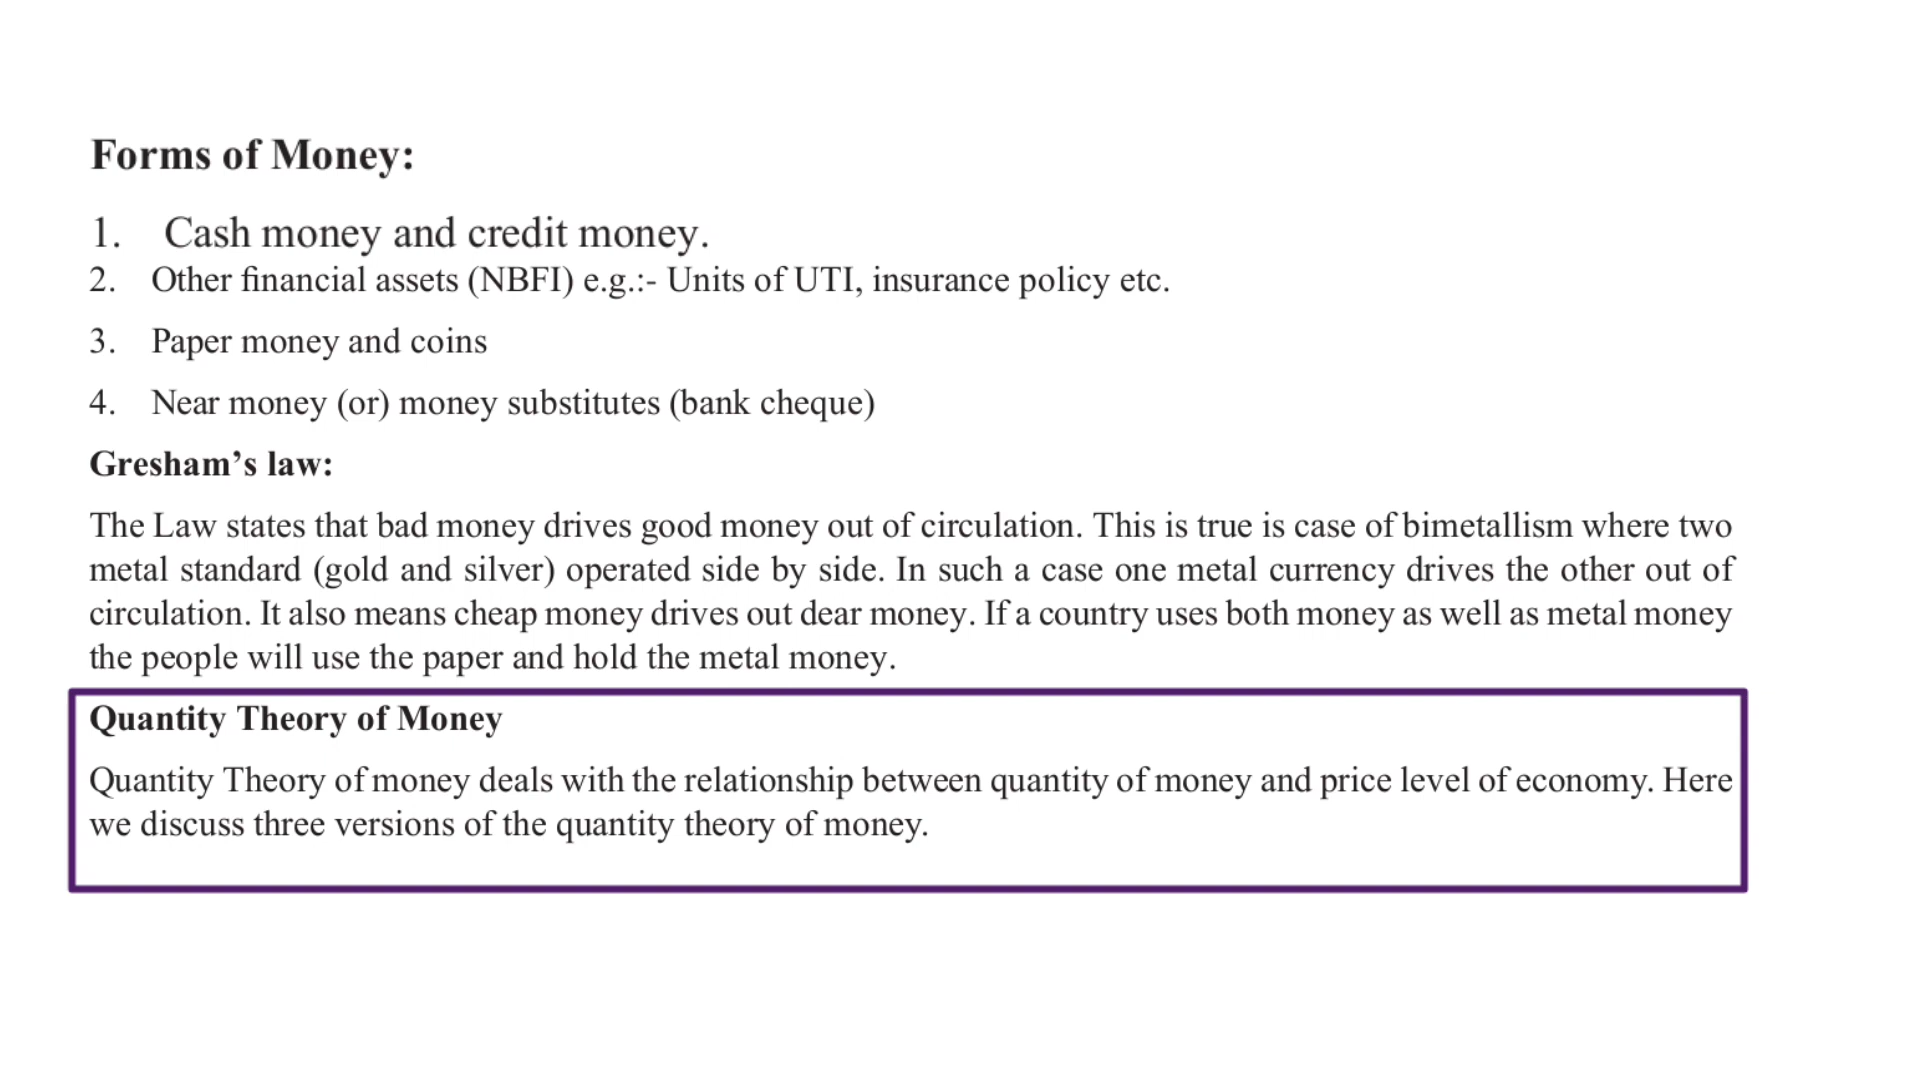 Forms of Money:
1. Cash money and credit money.
2. Other financial assets (NBFI) e.g.:- Units of UTI, insurance policy etc.
3. Paper money and coins
4. Near money (or) money substitutes (bank cheque)
Gresham’s law:
The Law states that bad money drives good money out of circulation. This is true is case of bimetallism where two
metal standard (gold and silver) operated side by side. In such a case one metal currency drives the other out of
circulation. It also means cheap money drives out dear money. If a country uses both money as well as metal money
the people will use the paper and hold the metal money.
Quantity Theory of Money
Quantity Theory of money deals with the relationship between quantity of money and price level of economy. Here
we discuss three versions of the quantity theory of money.